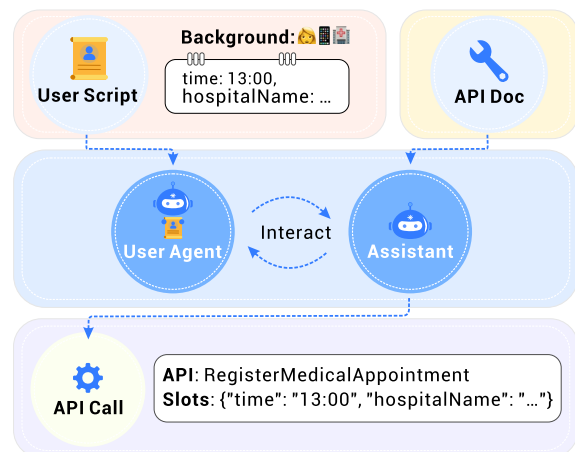 Background:
time: 13:00,
hospitalName: ...
User Script
API Doc
User Agent
Interact
Assistant
API Call
API: RegisterMedicalAppointment
Slots: {"time": "13:00", "hospitalName": "..."}